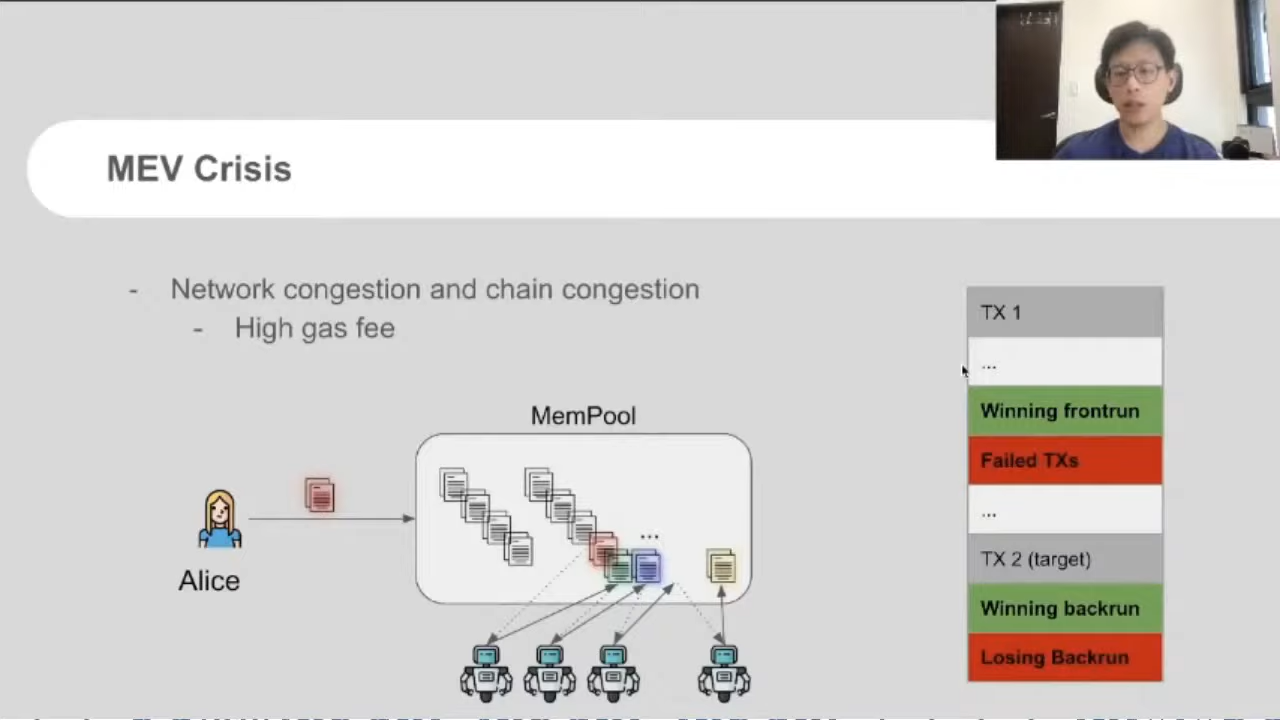 MEV Crisis
- Network congestion and chain congestion
- High gas fee
MemPool
...
Alice
TX 1
...
Winning frontrun
Failed TXs
...
TX 2 (target)
Winning backrun
Losing Backrun